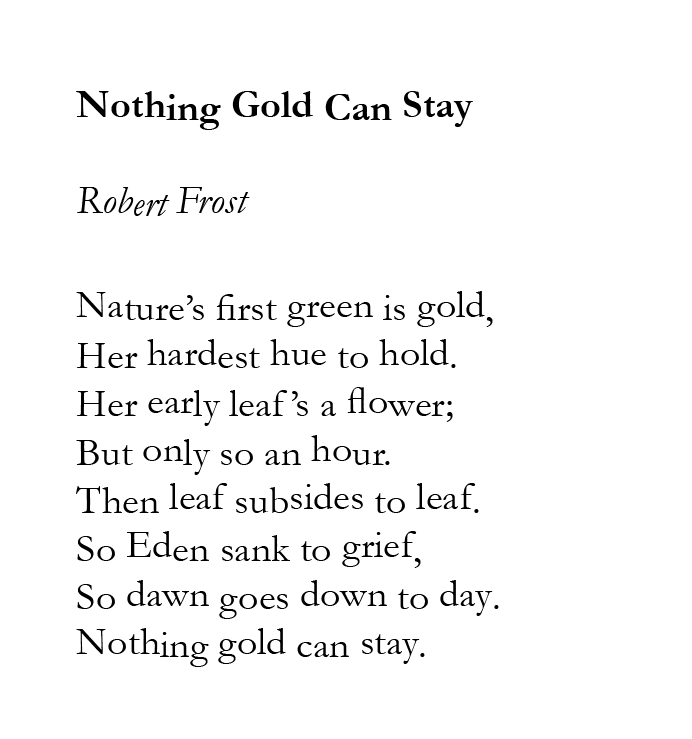 Nothing Gold Can Stay
Robert Frost
Nature’s first green is gold,
Her hardest hue to hold.
Her early leaf’s a flower;
But only so an hour.
Then leaf subsides to leaf.
So Eden sank to grief,
So dawn goes down to day.
Nothing gold can stay.